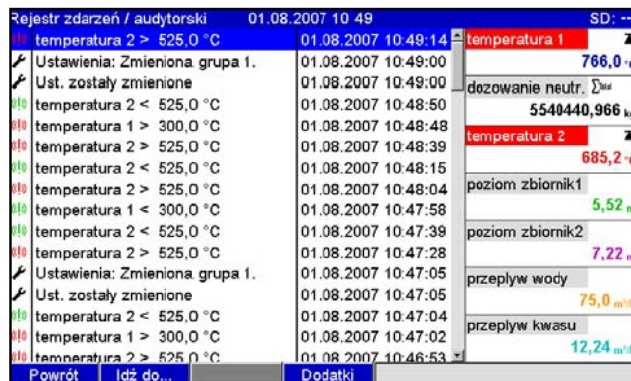 Rejestr zdarzeń / audytorski 01.08.2007 10 49 SD: --
temperatura 2 > 525,0 °C 01.08.2007 10:49:14
Ustawienia: Zmieniona grupa 1. 01.08.2007 10:49:00
Ust. zostały zmienione 01.08.2007 10:49:00
temperatura 2 < 525,0 °C 01.08.2007 10:48:50
temperatura 1 > 300,0 °C 01.08.2007 10:48:48
temperatura 2 > 525,0 °C 01.08.2007 10:48:39
temperatura 2 < 525,0 °C 01.08.2007 10:48:15
temperatura 2 > 525,0 °C 01.08.2007 10:48:04
temperatura 1 < 300,0 °C 01.08.2007 10:47:58
temperatura 2 < 525,0 °C 01.08.2007 10:47:39
temperatura 2 > 525,0 °C 01.08.2007 10:47:28
Ustawienia: Zmieniona grupa 1. 01.08.2007 10:47:05
Ust. zostały zmienione 01.08.2007 10:47:05
temperatura 2 < 525,0 °C 01.08.2007 10:47:04
temperatura 1 > 300,0 °C 01.08.2007 10:47:02
temperatura 2 > 525,0 °C 01.08.2007 10:46:53
temperatura 1
766,0
dozowanie neutr.
5540440,966
temperatura 2
685,2
poziom zbiornik1
5,52
poziom zbiornik2
7,22
przepływ wody
75,0
przepływ kwasu
12,24
Powrót Idź do... Dodatki